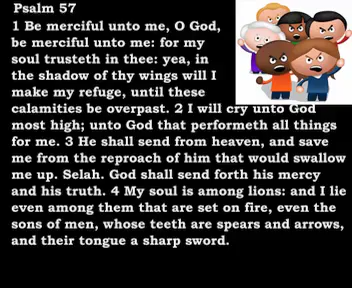 Psalm 57
1 Be merciful unto me, O God,
be merciful unto me: for my
soul trusteth in thee: yea, in
the shadow of thy wings will I
make my refuge, until these
calamities be overpast. 2 I will cry unto God
most high; unto God that performeth all things
for me. 3 He shall send from heaven, and save
me from the reproach of him that would swallow
me up. Selah. God shall send forth his mercy
and his truth. 4 My soul is among lions: and I lie
even among them that are set on fire, even the
sons of men, whose teeth are spears and arrows,
and their tongue a sharp sword.